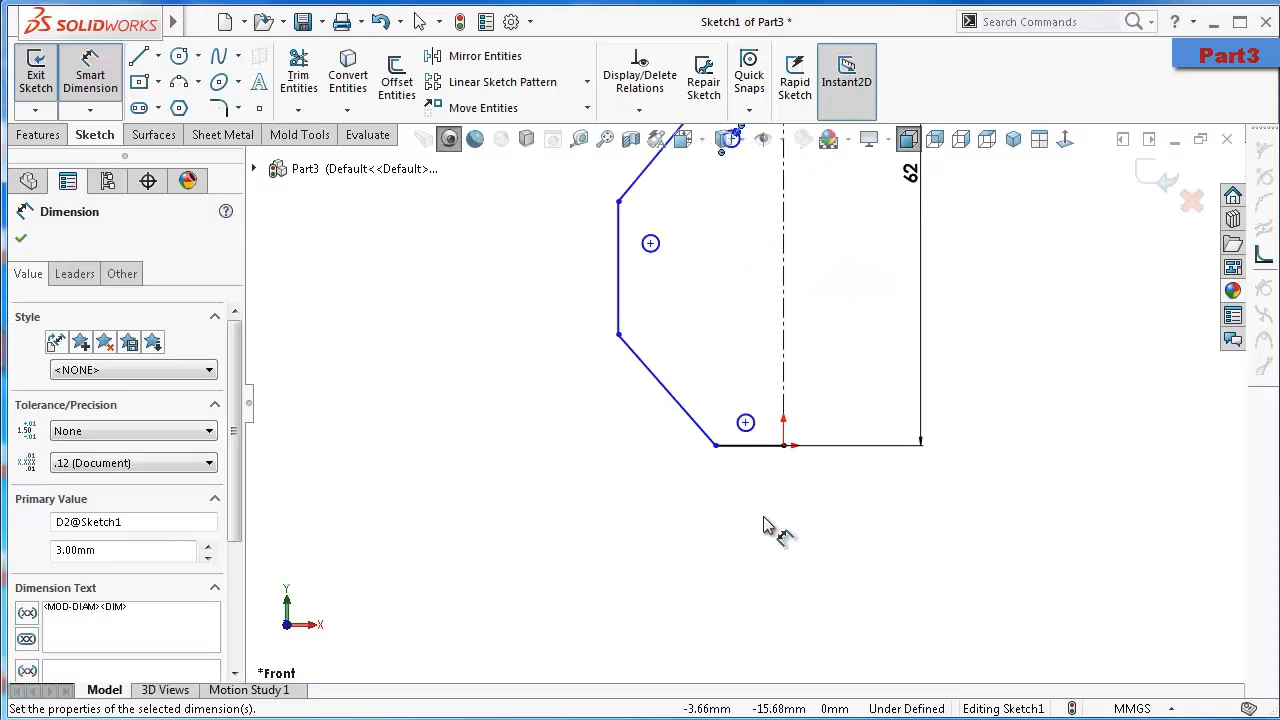 SOLIDWORKS
Sketch1 of Part3 *
Search Commands
?
Part3
Exit
Sketch
Smart
Dimension
Trim
Entities
Convert
Entities
Offset
Entities
Mirror Entities
Linear Sketch Pattern
Move Entities
Display/Delete
Relations
Repair
Sketch
Quick
Snaps
Rapid
Sketch
Instant2D
Features
Sketch
Surfaces
Sheet Metal
Mold Tools
Evaluate
Part3 (Default<<Default>...
Dimension
?
Value
Leaders
Other
Style
<NONE>
Tolerance/Precision
None
.12 (Document)
Primary Value
D2@Sketch1
3.00mm
Dimension Text
<MOD-DIAM><DIM>
62
Y
X
*Front
Model
3D Views
Motion Study 1
Set the properties of the selected dimension(s).
-3.66mm
-15.68mm
0mm
Under Defined
Editing Sketch1
MMGS